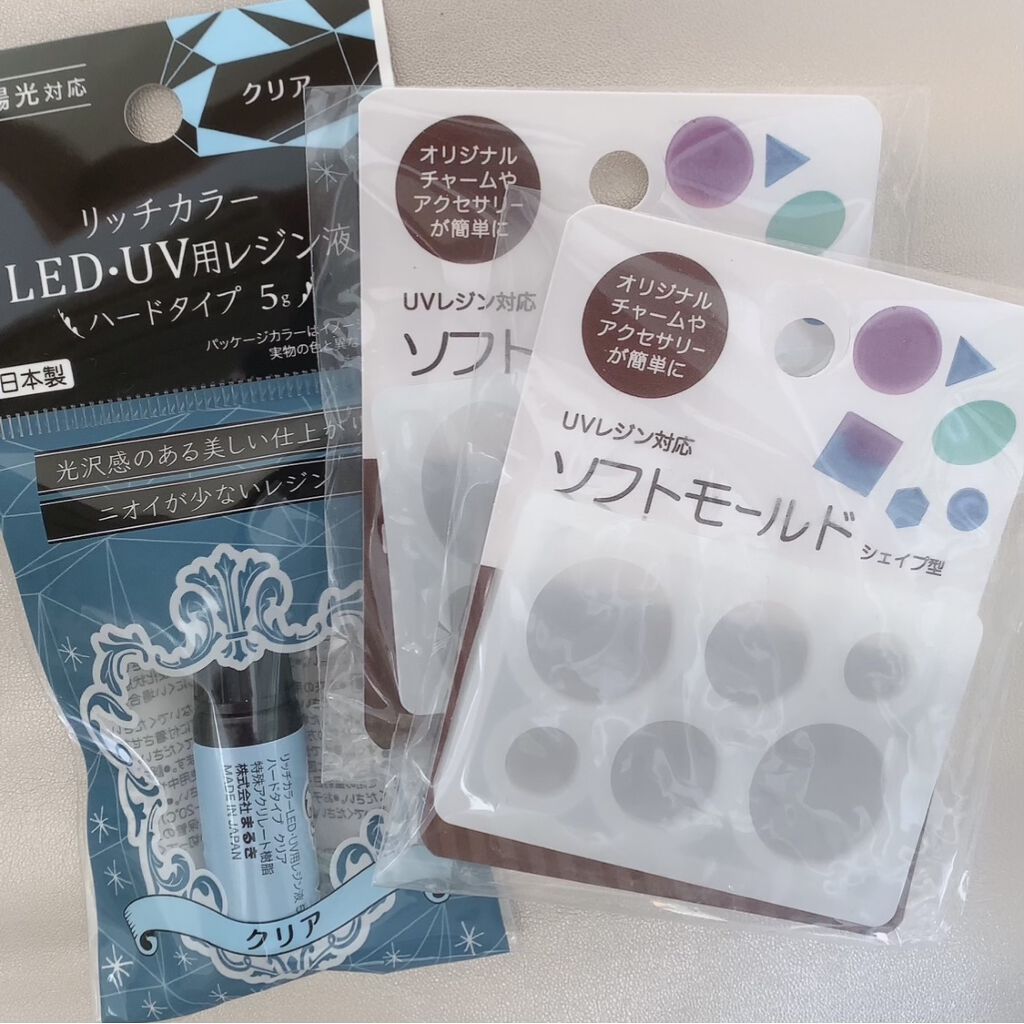 陽光対応
クリア
リッチカラー
LED・UV用レジン液
ハードタイプ 5g
パッケージカラーはイメージ
実物の色と異な
日本製
光沢感のある美しい仕上がり
ニオイが少ないレジン
リッチカラーLED・UV用レジン液 5
ハードタイプ クリア
特殊アクリレート樹脂
株式会社まるき
MADE IN JAPAN
クリア
オリジナル
チャームや
アクセサリー
が簡単に
UVレジン対応
ソフト
オリジナル
チャームや
アクセサリー
が簡単に
UVレジン対応
ソフトモールド
シェイプ型